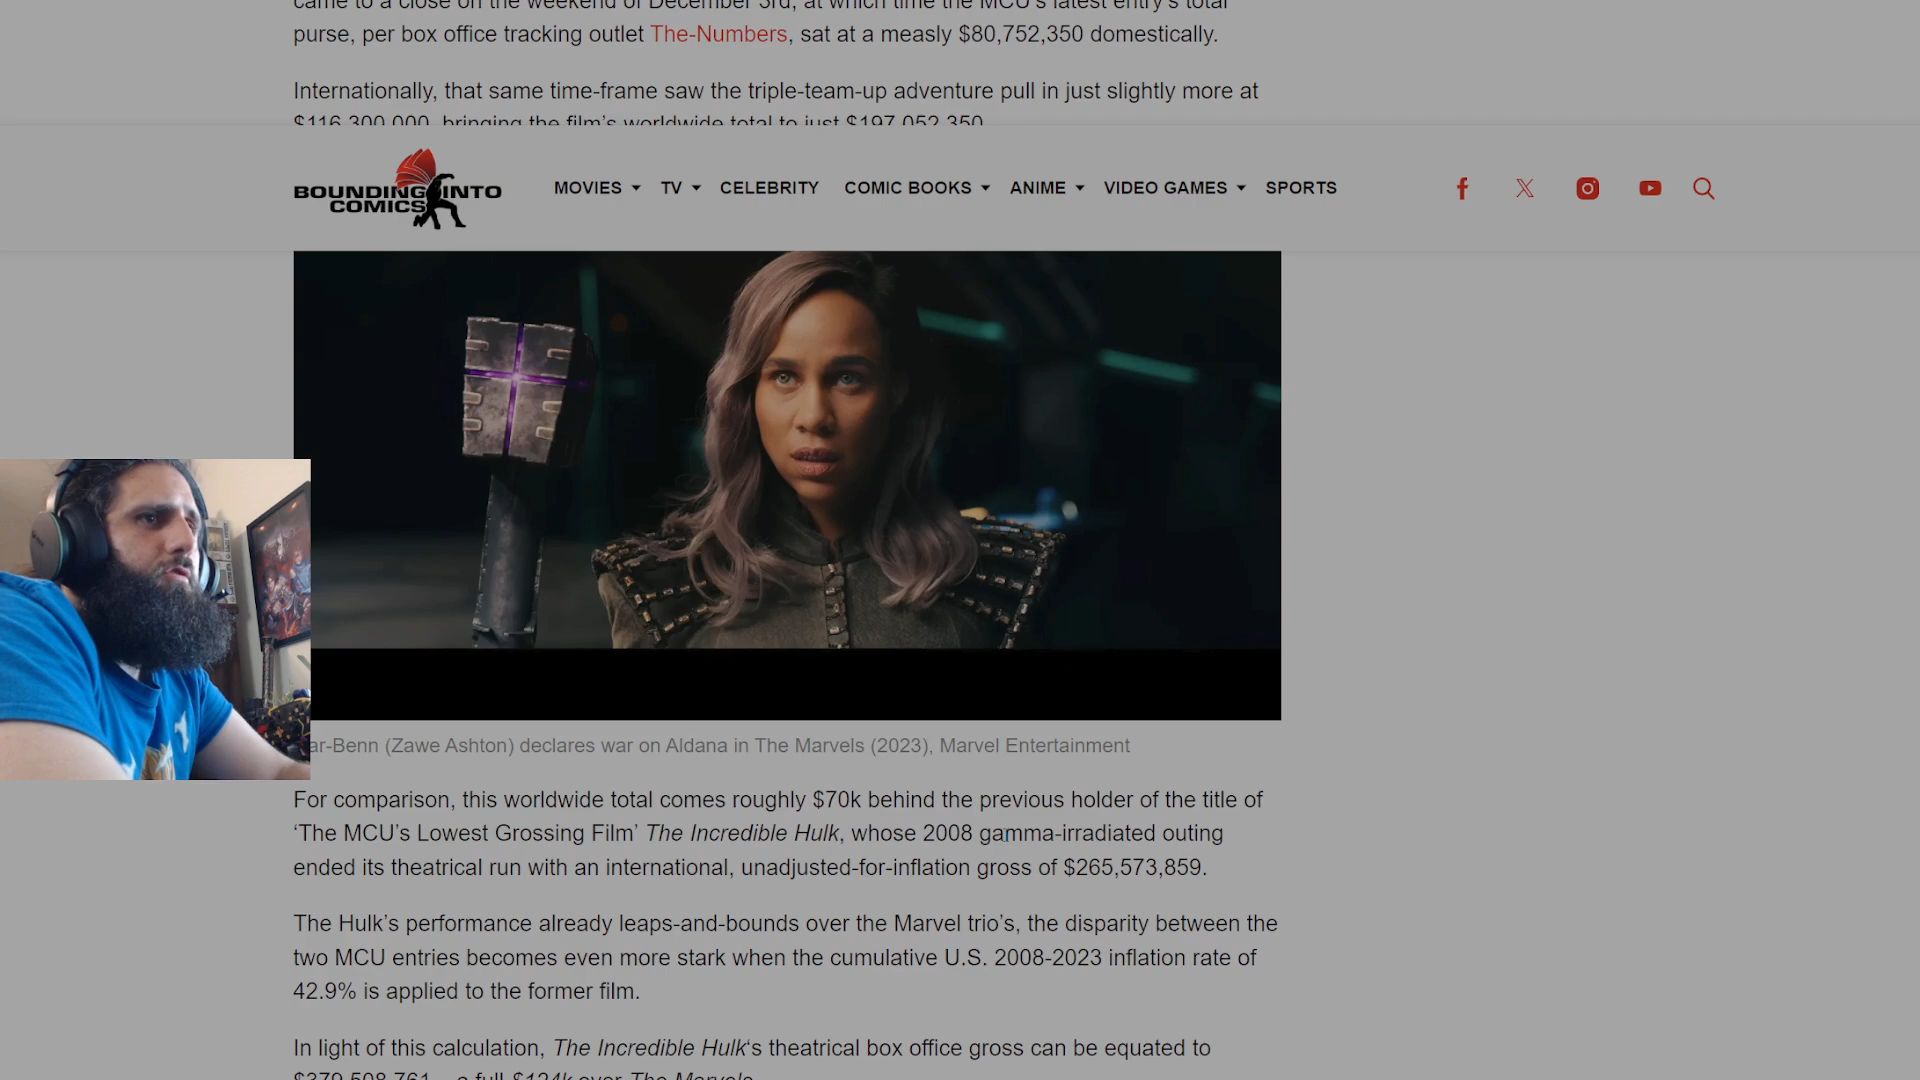 came to a close on the weekend of December 3rd, at which time the MCU's latest entry's total
purse, per box office tracking outlet The-Numbers, sat at a measly $80,752,350 domestically.
Internationally, that same time-frame saw the triple-team-up adventure pull in just slightly more at
$116,300,000, bringing the film's worldwide total to just $197,052,350.
BOUNDING INTO
COMICS
MOVIES TV CELEBRITY COMIC BOOKS ANIME VIDEO GAMES SPORTS
ar-Benn (Zawe Ashton) declares war on Aldana in The Marvels (2023), Marvel Entertainment
For comparison, this worldwide total comes roughly $70k behind the previous holder of the title of
‘The MCU's Lowest Grossing Film’ The Incredible Hulk, whose 2008 gamma-irradiated outing
ended its theatrical run with an international, unadjusted-for-inflation gross of $265,573,859.
The Hulk's performance already leaps-and-bounds over the Marvel trio's, the disparity between the
two MCU entries becomes even more stark when the cumulative U.S. 2008-2023 inflation rate of
42.9% is applied to the former film.
In light of this calculation, The Incredible Hulk‘s theatrical box office gross can be equated to
$379,508,761 – a full $124k over The Marvels.